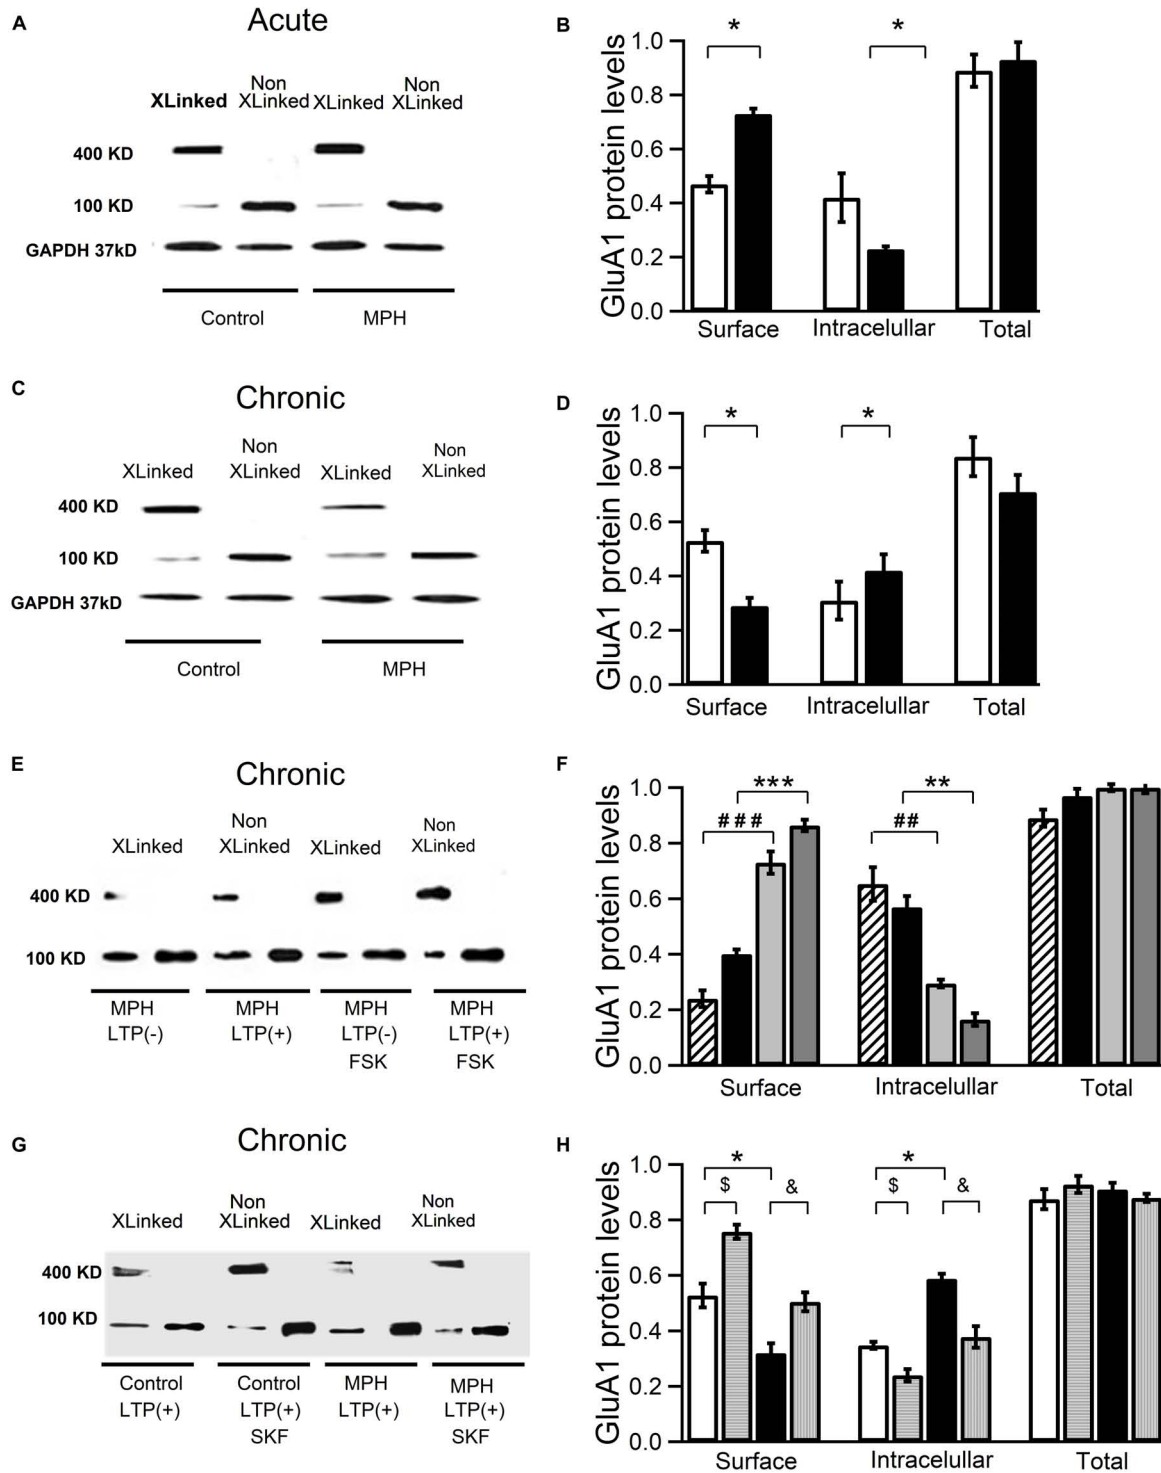 A
Acute
XLinked
Non
XLinked
XLinked
Non
XLinked
400 KD
100 KD
GAPDH 37kD
Control
MPH
B
*
*
GluA1 protein levels
1.0
0.8
0.6
0.4
0.2
0.0
Surface
Intracelullar
Total
C
Chronic
XLinked
Non
XLinked
XLinked
Non
XLinked
400 KD
100 KD
GAPDH 37kD
Control
MPH
D
*
*
GluA1 protein levels
1.0
0.8
0.6
0.4
0.2
0.0
Surface
Intracelullar
Total
E
Chronic
XLinked
Non
XLinked
XLinked
Non
XLinked
400 KD
100 KD
MPH
LTP(-)
MPH
LTP(+)
MPH
LTP(-)
FSK
MPH
LTP(+)
FSK
F
***
**
###
##
GluA1 protein levels
1.0
0.8
0.6
0.4
0.2
0.0
Surface
Intracelullar
Total
G
Chronic
XLinked
Non
XLinked
XLinked
Non
XLinked
400 KD
100 KD
Control
LTP(+)
Control
LTP(+)
SKF
MPH
LTP(+)
MPH
LTP(+)
SKF
H
*
*
$
&
$
&
GluA1 protein levels
1.0
0.8
0.6
0.4
0.2
0.0
Surface
Intracelullar
Total